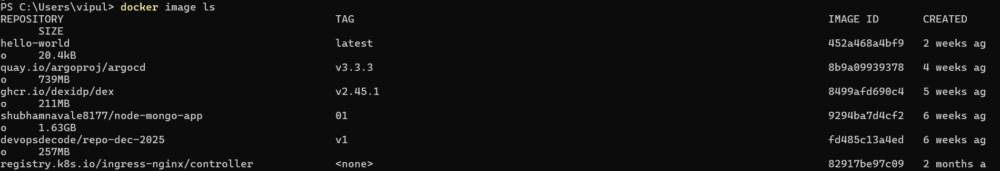 PS C:\Users\vipul> docker image ls
REPOSITORY TAG IMAGE ID CREATED
SIZE
hello-world latest 452a468a4bf9 2 weeks ag
o 20.4kB
quay.io/argoproj/argocd v3.3.3 8b9a09939378 4 weeks ag
o 739MB
ghcr.io/dexidp/dex v2.45.1 8499afd690c4 5 weeks ag
o 211MB
shubhamnavale8177/node-mongo-app 01 9294ba7d4cf2 6 weeks ag
o 1.63GB
devopsdecode/repo-dec-2025 v1 fd485c13a4ed 6 weeks ag
o 257MB
registry.k8s.io/ingress-nginx/controller <none> 82917be97c09 2 months a